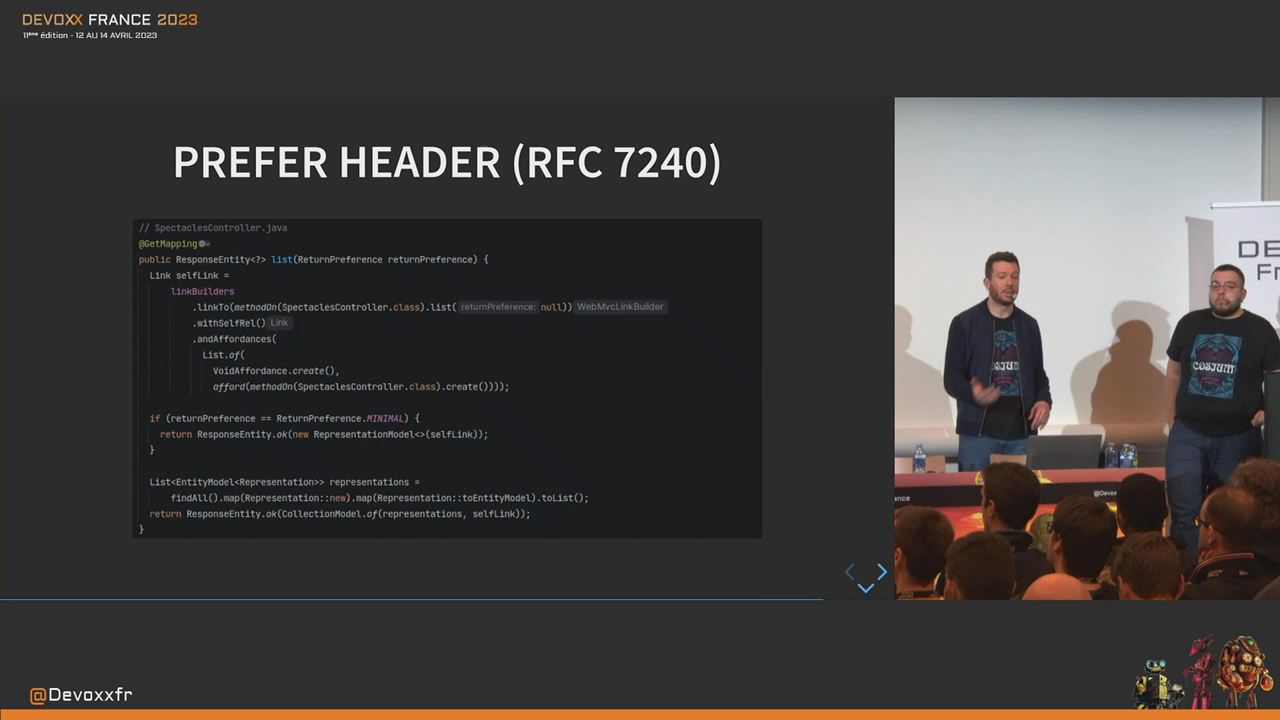 DEVOXX FRANCE 2023
11ème édition - 12 AU 14 AVRIL 2023
PREFER HEADER (RFC 7240)
// SpectaclesController.java
@GetMapping
public ResponseEntity<?> list(ReturnPreference returnPreference) {
Link selfLink =
linkBuilders
.linkTo(methodOn(SpectaclesController.class).list( returnPreference: null)) WebMvcLinkBuilder
.withSelfRel() Link
.andAffordances(
List.of(
VoidAffordance.create(),
afford(methodOn(SpectaclesController.class).create())));
if (returnPreference == ReturnPreference.MINIMAL) {
return ResponseEntity.ok(new RepresentationModel<>(selfLink));
}
List<EntityModel<Representation>> representations =
findAll().map(Representation::new).map(Representation::toEntityModel).toList();
return ResponseEntity.ok(CollectionModel.of(representations, selfLink));
}
COSIUM
@Devoxxfr